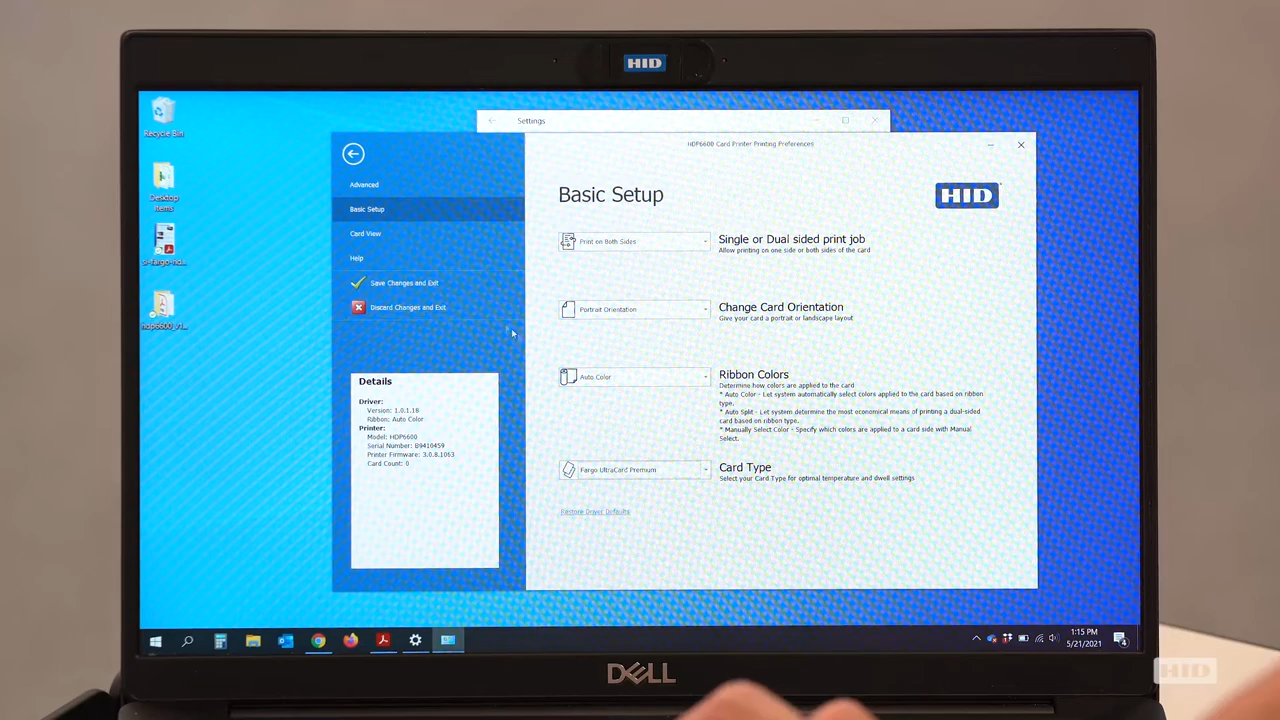 HID
Recycle Bin
Desktop
Items
Settings
HDP6600 Card Printer Printing Preferences
Advanced
Basic Setup
Card View
Help
Save Changes and Exit
Discard Changes and Exit
Details
Driver:
Version: 1.0.1.18
Ribbon: Auto Color
Printer:
Model: HDP6600
Serial Number: B9410459
Printer Firmware: 3.0.8.1063
Card Count: 0
Basic Setup
HID
Print on Both Sides
Single or Dual sided print job
Allow printing on one side or both sides of the card
Portrait Orientation
Change Card Orientation
Give your card a portrait or landscape layout
Auto Color
Ribbon Colors
Determine how colors are applied to the card
* Auto Color - Let system automatically select colors applied to the card based on ribbon
type.
* Auto Split - Let system determine the most economical means of printing a dual-sided
card based on ribbon type.
* Manually Select Color - Specify which colors are applied to a card side with Manual
Select.
Fargo UltraCard Premium
Card Type
Select your Card Type for optimal temperature and dwell settings
Restore Driver Defaults
1:15 PM
5/21/2021
4
DELL
HID